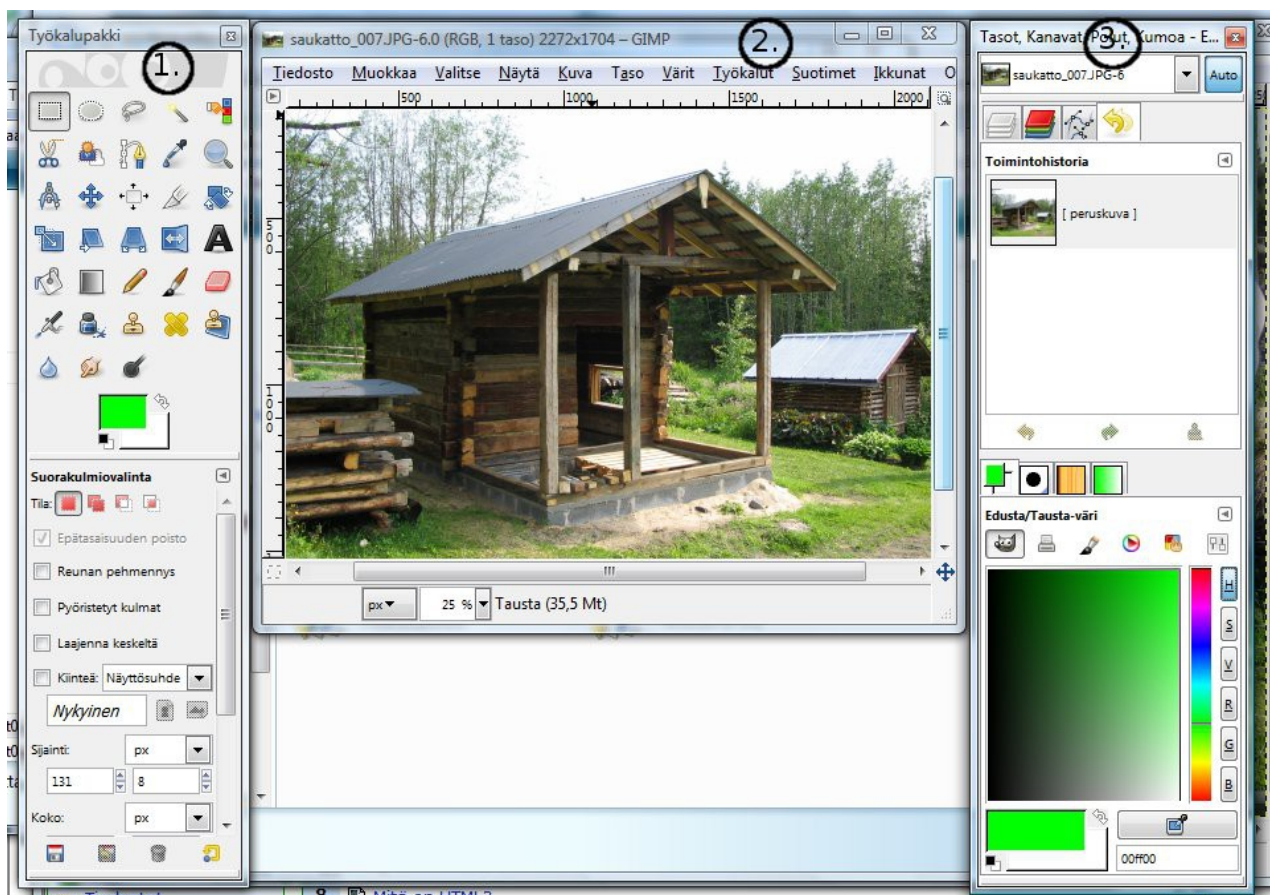 Työkalupakki
1.
Suorakulmiovalinta
Tila:
Epätasaisuuden poisto
Reunan pehmennys
Pyöristetyt kulmat
Laajenna keskeltä
Kiinteä: Näyttösuhde
Nykyinen
Sijainti: px
131 8
Koko: px
saukatto_007.JPG-6.0 (RGB, 1 taso) 2272x1704 – GIMP
2.
Tiedosto Muokkaa Valitse Näytä Kuva Taso Värit Työkalut Suotimet Ikkunat O
500 1000 1500 2000
500
1000
px 25 % Tausta (35,5 Mt)
Mitä on HTML?
Tasot, Kanavat, Polut, Kumoa - E...
3.
saukatto_007.JPG-6 Auto
Toimintohistoria
[ peruskuva ]
Edusta/Tausta-väri
H
S
V
R
G
B
00ff00